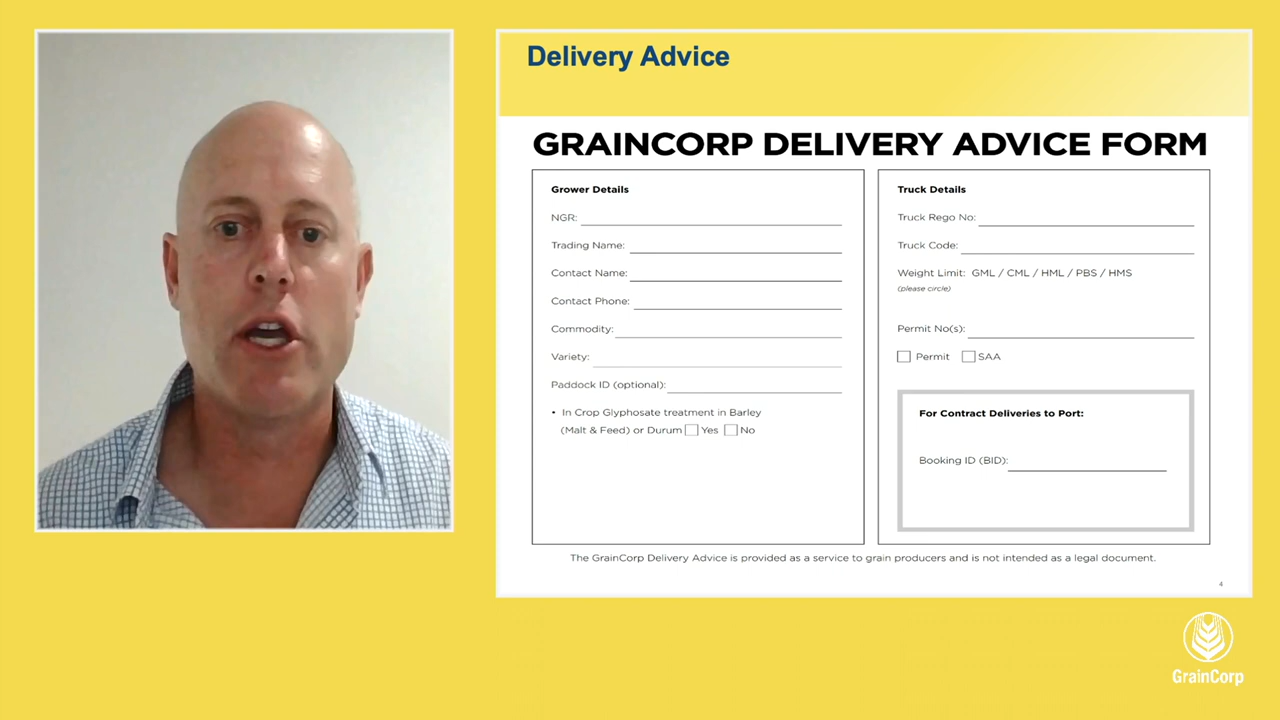 Delivery Advice
GRAINCORP DELIVERY ADVICE FORM
Grower Details
NGR:
Trading Name:
Contact Name:
Contact Phone:
Commodity:
Variety:
Paddock ID (optional):
• In Crop Glyphosate treatment in Barley
(Malt & Feed) or Durum Yes No
Truck Details
Truck Rego No:
Truck Code:
Weight Limit: GML / CML / HML / PBS / HMS
(please circle)
Permit No(s):
Permit SAA
For Contract Deliveries to Port:
Booking ID (BID):
The GrainCorp Delivery Advice is provided as a service to grain producers and is not intended as a legal document.
4
GrainCorp